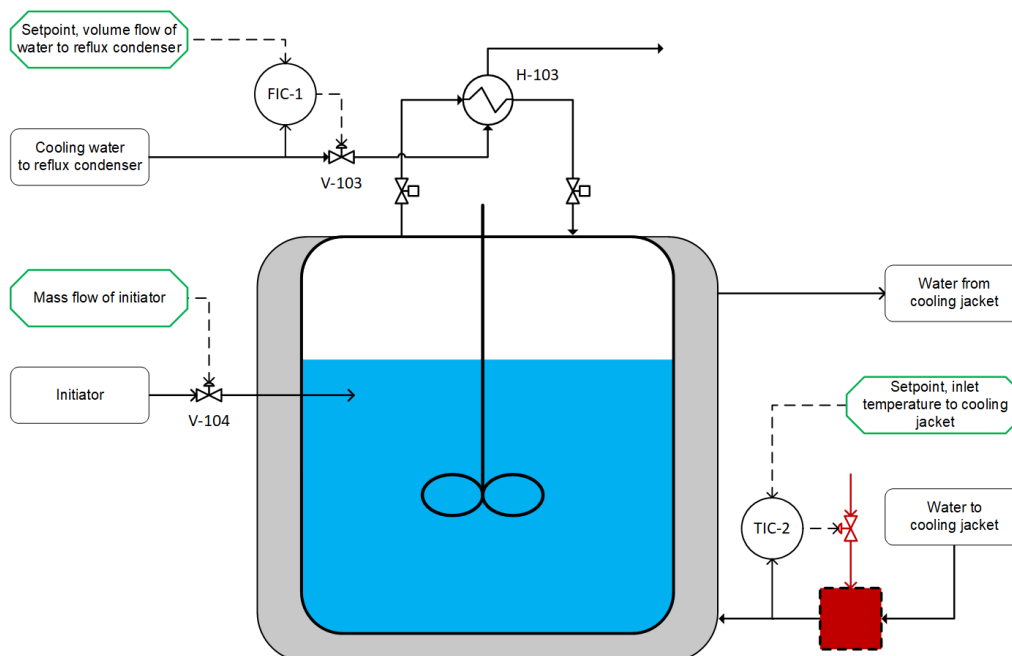 Setpoint, volume flow of
water to reflux condenser
H-103
FIC-1
Cooling water
to reflux condenser
V-103
Mass flow of initiator
Water from
cooling jacket
Initiator
V-104
Setpoint, inlet
temperature to cooling
jacket
TIC-2
Water to
cooling jacket